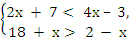 2x + 7 < 4x − 3,
18 + x > 2 − x